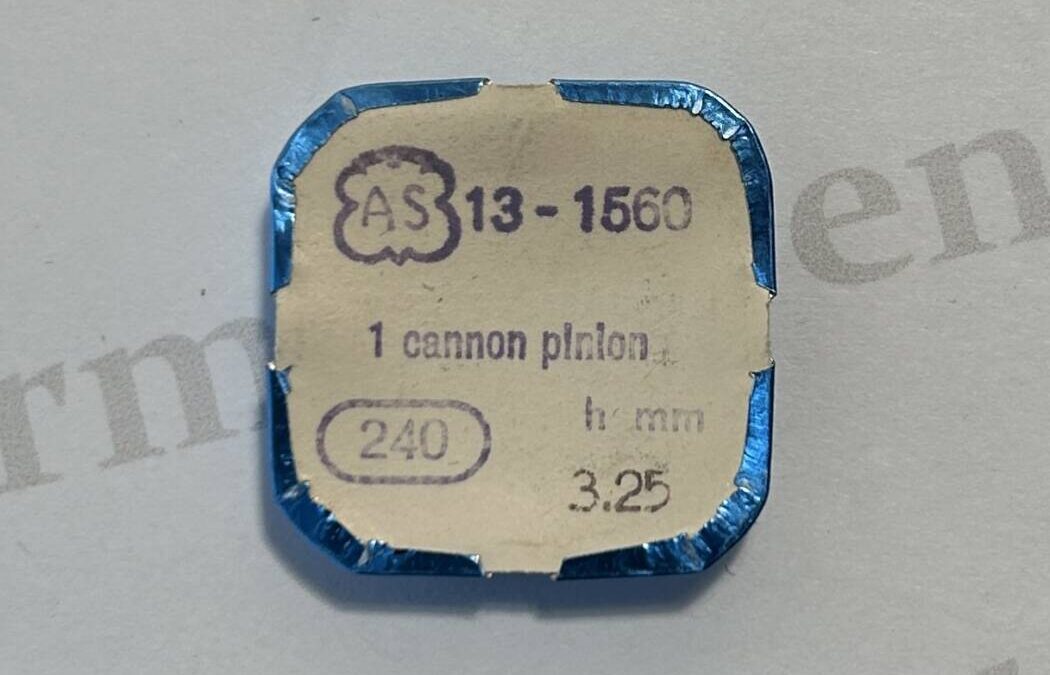 AS 13 - 1560
1 cannon pinion
240
h mm
3.25